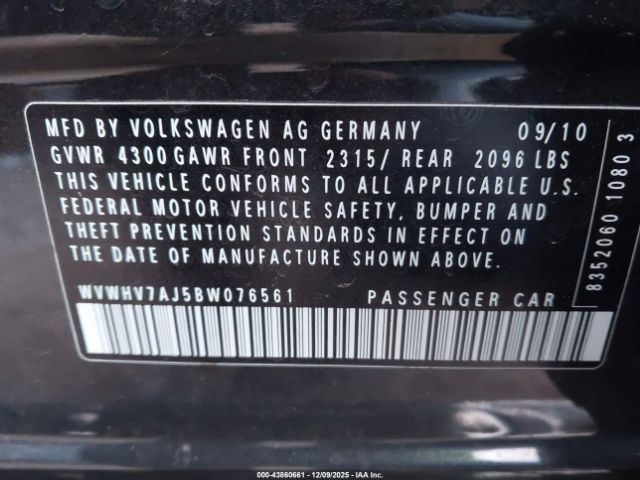 MFD BY VOLKSWAGEN AG GERMANY 09/10
GVWR 4300 GAWR FRONT 2315/ REAR 2096 LBS
THIS VEHICLE CONFORMS TO ALL APPLICABLE U.S.
FEDERAL MOTOR VEHICLE SAFETY, BUMPER AND
THEFT PREVENTION STANDARDS IN EFFECT ON
THE DATE OF MANUFACTURE SHOWN ABOVE.
WVWHV7AJ5BW076561 PASSENGER CAR
8352060 1080 3
000-43860661 - 12/09/2025 - IAA Inc.